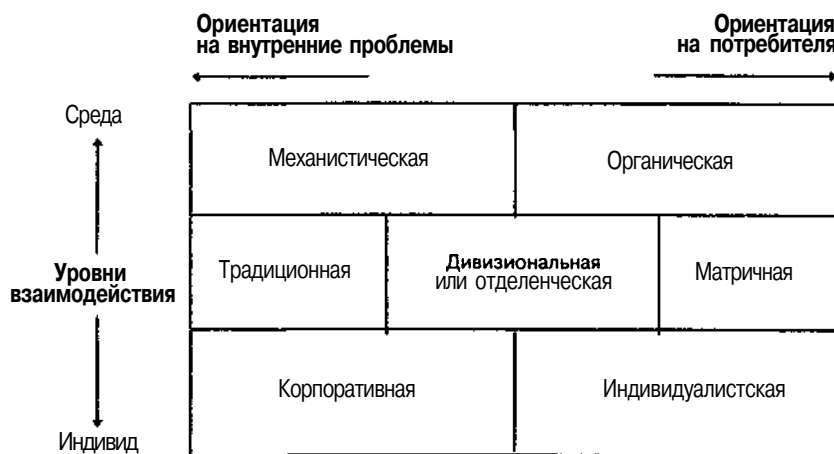 Ориентация
на внутренние проблемы
Ориентация
на потребителя
Среда
Механистическая
Органическая
Уровни
взаимодействия
Традиционная
Дивизиональная
или отделенческая
Матричная
Корпоративная
Индивидуалистская
Индивид